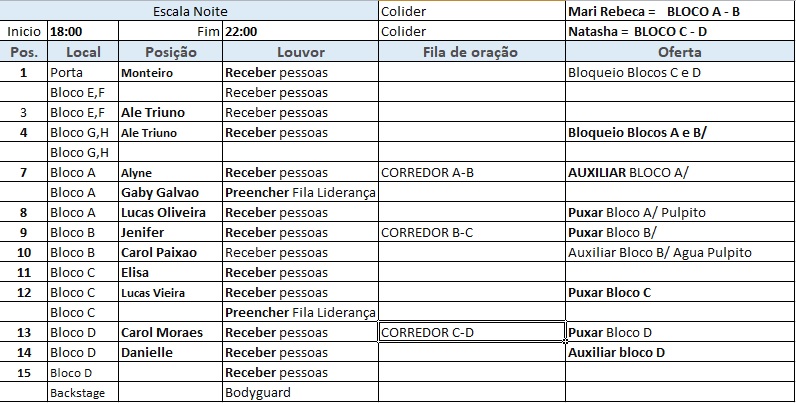 Escala Noite Colider Mari Rebeca = BLOCO A - B
Inicio 18:00 Fim 22:00 Colider Natasha = BLOCO C - D
Pos. Local Posição Louvor Fila de oração Oferta
1 Porta Monteiro Receber pessoas Bloqueio Blocos C e D
Bloco E,F Receber pessoas
3 Bloco E,F Ale Triuno Receber pessoas
4 Bloco G,H Ale Triuno Receber pessoas Bloqueio Blocos A e B/
Bloco G,H
7 Bloco A Alyne Receber pessoas CORREDOR A-B AUXILIAR BLOCO A/
Bloco A Gaby Galvao Preencher Fila Liderança
8 Bloco A Lucas Oliveira Receber pessoas Puxar Bloco A/ Pulpito
9 Bloco B Jenifer Receber pessoas CORREDOR B-C Puxar Bloco B/
10 Bloco B Carol Paixao Receber pessoas Auxiliar Bloco B/ Agua Pulpito
11 Bloco C Elisa Receber pessoas
12 Bloco C Lucas Vieira Receber pessoas Puxar Bloco C
Bloco C Preencher Fila Liderança
13 Bloco D Carol Moraes Receber pessoas CORREDOR C-D Puxar Bloco D
14 Bloco D Danielle Receber pessoas Auxiliar bloco D
15 Bloco D Receber pessoas
Backstage Bodyguard